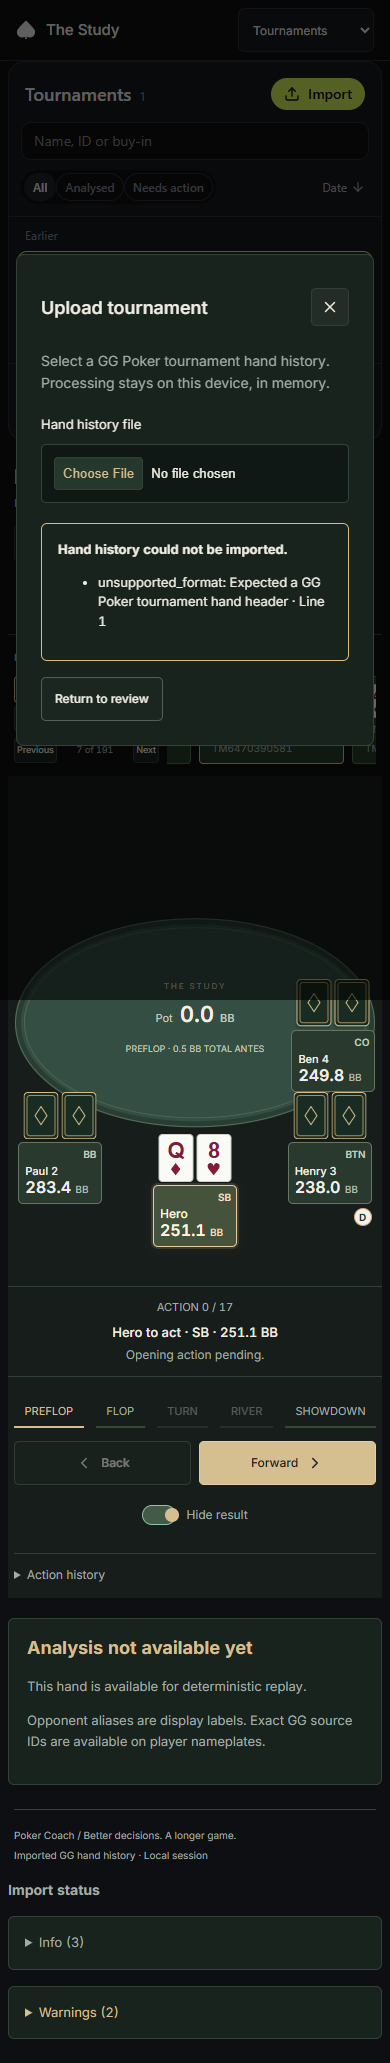 The Study
Tournaments
Tournaments 1
Import
Name, ID or buy-in
All
Analysed
Needs action
Date ↓
Earlier
Upload tournament
Select a GG Poker tournament hand history.
Processing stays on this device, in memory.
Hand history file
Choose File No file chosen
Hand history could not be imported.
• unsupported_format: Expected a GG
Poker tournament hand header · Line
1
Return to review
Previous
7 of 191
Next
TM6470390581
THE STUDY
Pot 0.0 BB
PREFLOP · 0.5 BB TOTAL ANTES
CO
Ben 4
249.8 BB
BB
Paul 2
283.4 BB
Q
8
SB
Hero
251.1 BB
BTN
Henry 3
238.0 BB
D
ACTION 0 / 17
Hero to act · SB · 251.1 BB
Opening action pending.
PREFLOP
FLOP
TURN
RIVER
SHOWDOWN
Back
Forward
Hide result
Action history
Analysis not available yet
This hand is available for deterministic replay.
Opponent aliases are display labels. Exact GG source
IDs are available on player nameplates.
Poker Coach / Better decisions. A longer game.
Imported GG hand history · Local session
Import status
Info (3)
Warnings (2)